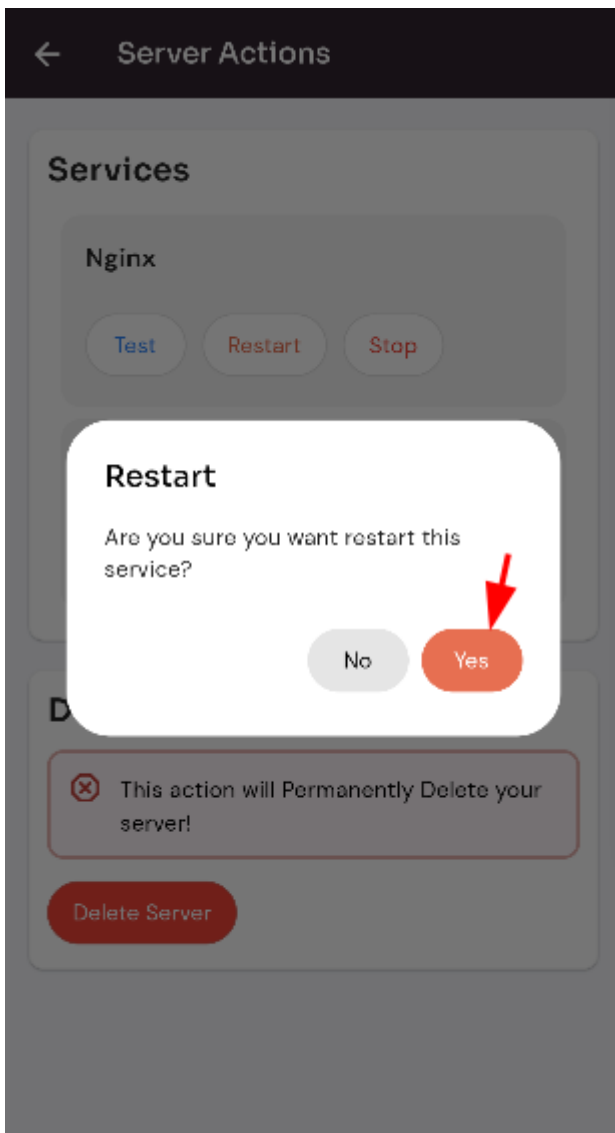 Server Actions
Services
Nginx
Test Restart Stop
Restart
Are you sure you want restart this
service?
No Yes
D
This action will Permanently Delete your
server!
Delete Server